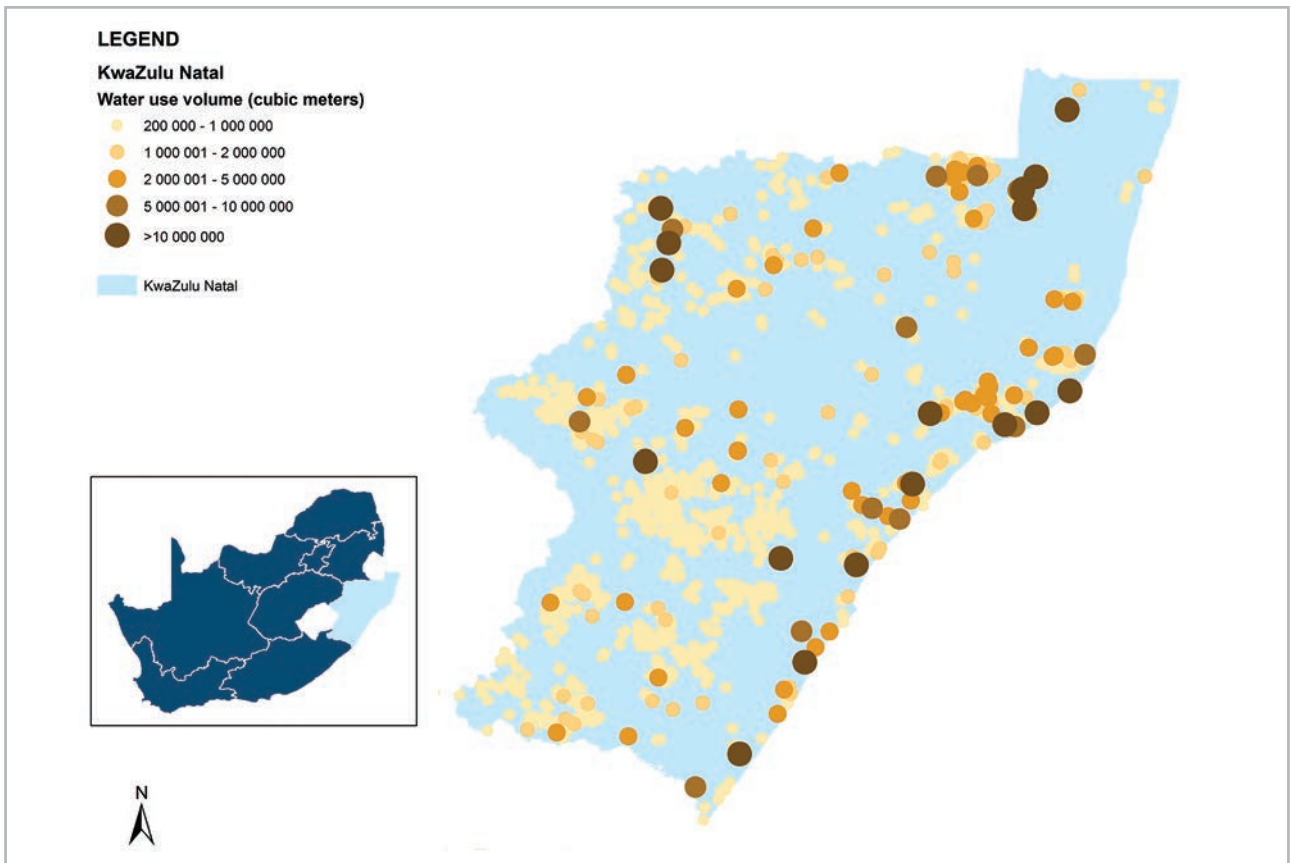 LEGEND
KwaZulu Natal
Water use volume (cubic meters)
200 000 - 1 000 000
1 000 001 - 2 000 000
2 000 001 - 5 000 000
5 000 001 - 10 000 000
>10 000 000
KwaZulu Natal
N